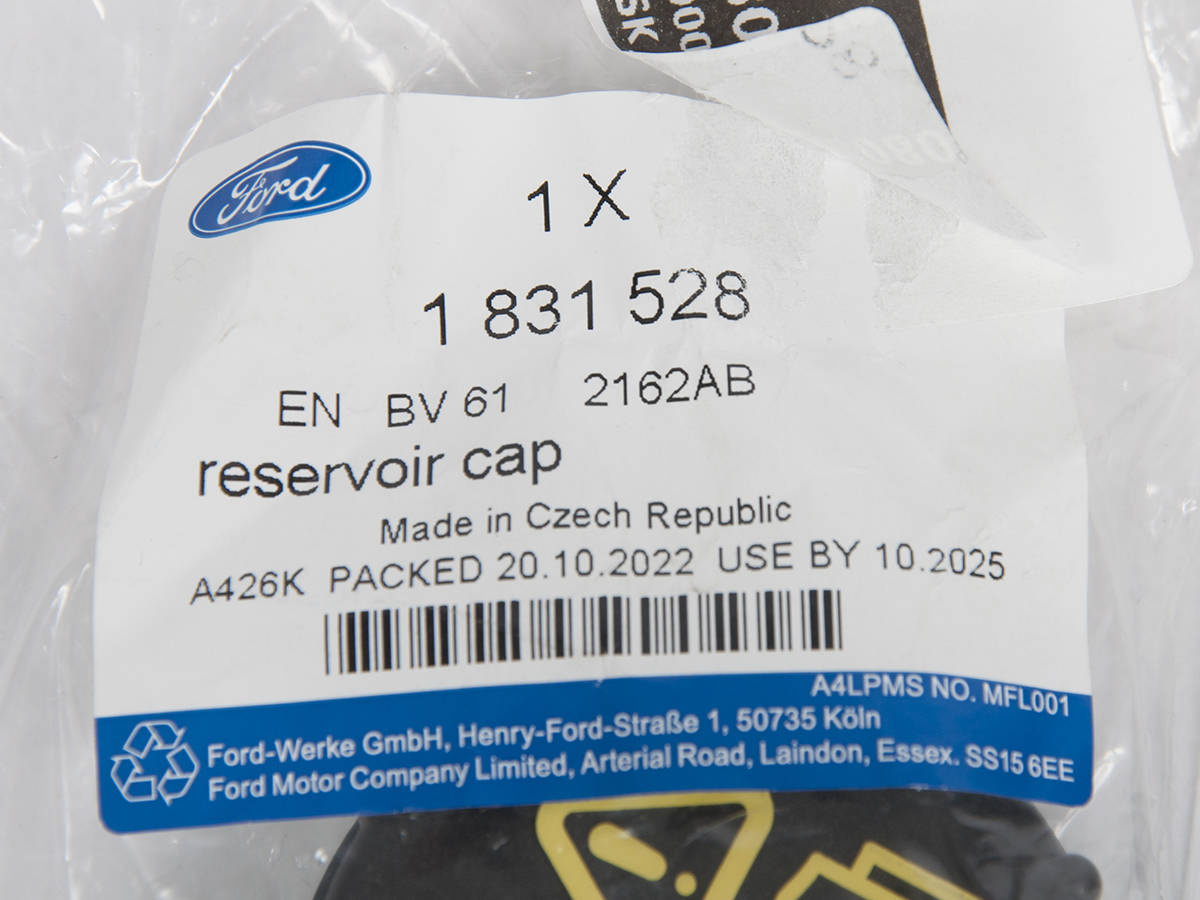 Ford
1 X
1 831 528
EN BV 61 2162AB
reservoir cap
Made in Czech Republic
A426K PACKED 20.10.2022 USE BY 10.2025
A4LPMS NO. MFL001
Ford-Werke GmbH, Henry-Ford-Straße 1, 50735 Köln
Ford Motor Company Limited, Arterial Road, Laindon, Essex. SS15 6EE